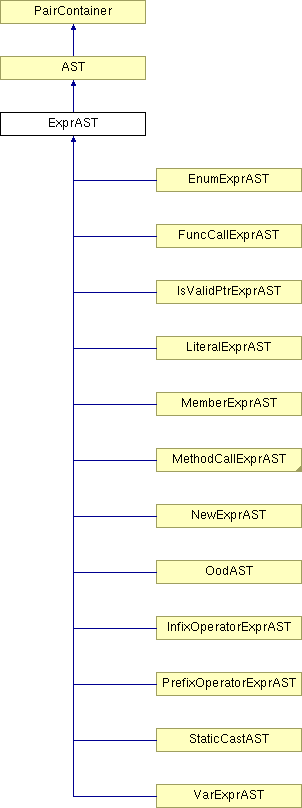 PairContainer
AST
ExprAST
EnumExprAST
FuncCallExprAST
IsValidPtrExprAST
LiteralExprAST
MemberExprAST
MethodCallExprAST
NewExprAST
OodAST
InfixOperatorExprAST
PrefixOperatorExprAST
StaticCastAST
VarExprAST